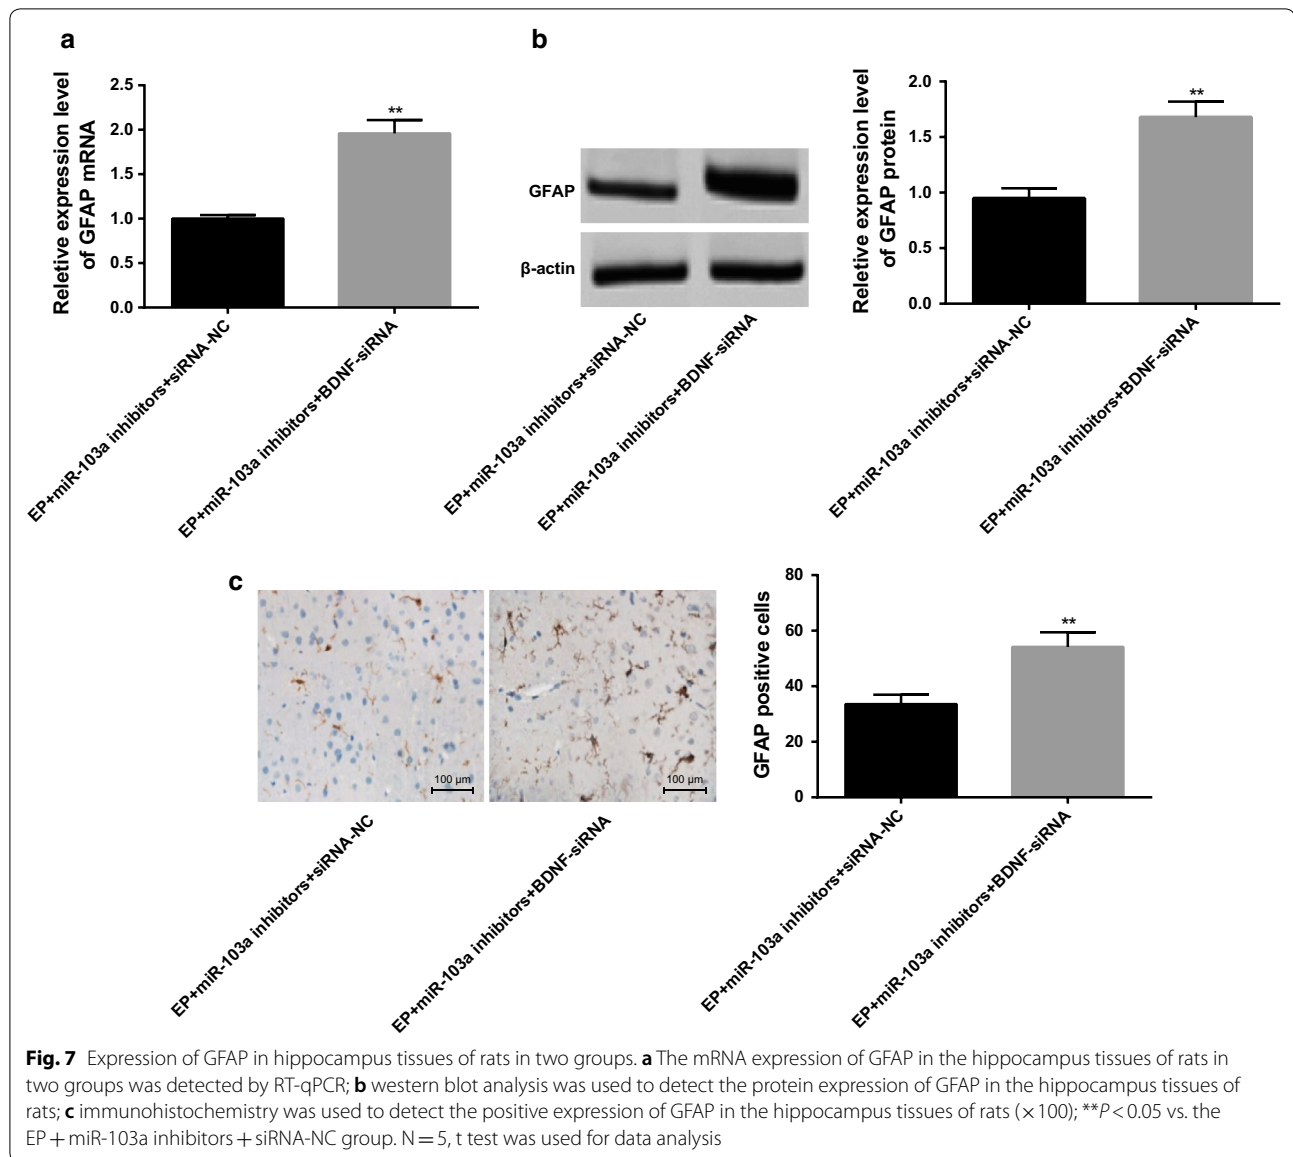 a
Reletive expression level
of GFAP mRNA
2.5
2.0
1.5
1.0
0.5
0.0
**
EP+miR-103a inhibitors+siRNA-NC
EP+miR-103a inhibitors+BDNF-siRNA
b
GFAP
β-actin
EP+miR-103a inhibitors+siRNA-NC
EP+miR-103a inhibitors+BDNF-siRNA
Reletive expression level
of GFAP protein
2.0
1.5
1.0
0.5
0.0
**
EP+miR-103a inhibitors+siRNA-NC
EP+miR-103a inhibitors+BDNF-siRNA
c
100 μm
100 μm
EP+miR-103a inhibitors+siRNA-NC
EP+miR-103a inhibitors+BDNF-siRNA
GFAP positive cells
80
60
40
20
0
**
EP+miR-103a inhibitors+siRNA-NC
EP+miR-103a inhibitors+BDNF-siRNA
Fig. 7 Expression of GFAP in hippocampus tissues of rats in two groups. a The mRNA expression of GFAP in the hippocampus tissues of rats in
two groups was detected by RT-qPCR; b western blot analysis was used to detect the protein expression of GFAP in the hippocampus tissues of
rats; c immunohistochemistry was used to detect the positive expression of GFAP in the hippocampus tissues of rats (×100); **P<0.05 vs. the
EP+miR-103a inhibitors+siRNA-NC group. N=5, t test was used for data analysis